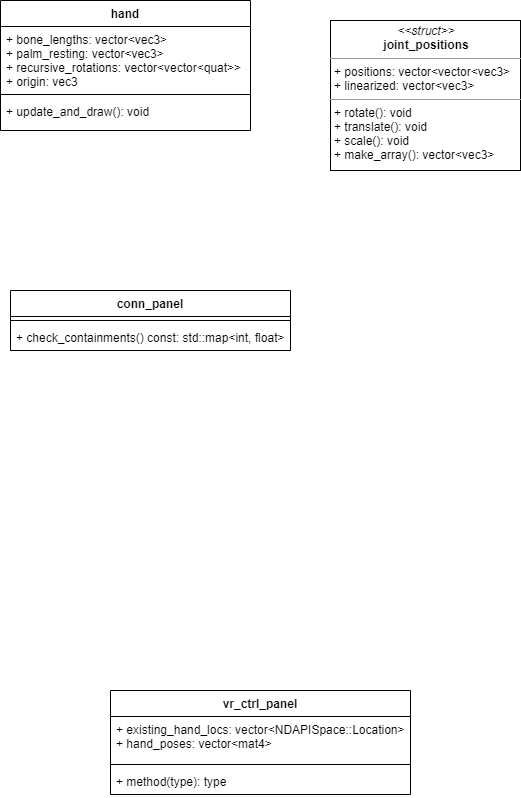 hand
+ bone_lengths: vector<vec3>
+ palm_resting: vector<vec3>
+ recursive_rotations: vector<vector<quat>>
+ origin: vec3
+ update_and_draw(): void
<<struct>>
joint_positions
+ positions: vector<vector<vec3>
+ linearized: vector<vec3>
+ rotate(): void
+ translate(): void
+ scale(): void
+ make_array(): vector<vec3>
conn_panel
+ check_containments() const: std::map<int, float>
vr_ctrl_panel
+ existing_hand_locs: vector<NDAPISpace::Location>
+ hand_poses: vector<mat4>
+ method(type): type